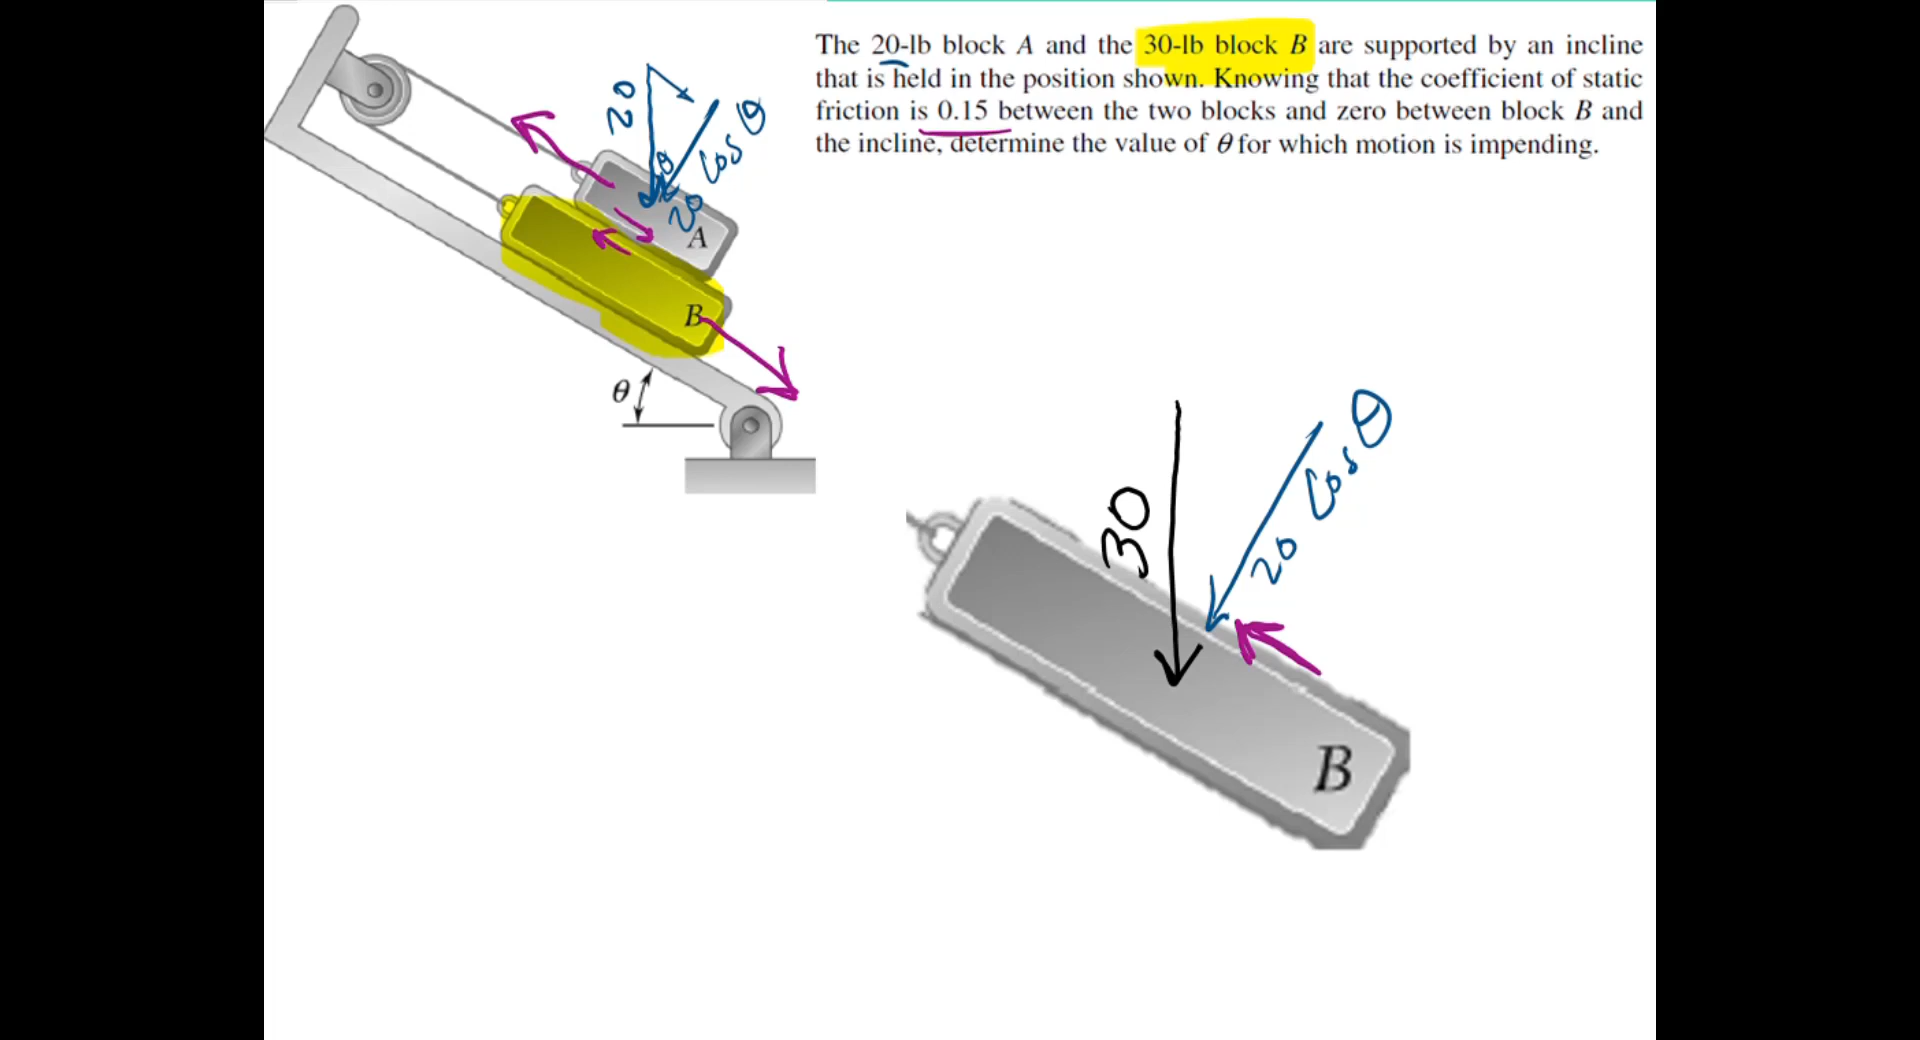 The 20-lb block A and the 30-lb block B are supported by an incline
that is held in the position shown. Knowing that the coefficient of static
friction is 0.15 between the two blocks and zero between block B and
the incline, determine the value of θ for which motion is impending.
20
θ
20 Cos θ
A
B
θ
30
20 Cos θ
B